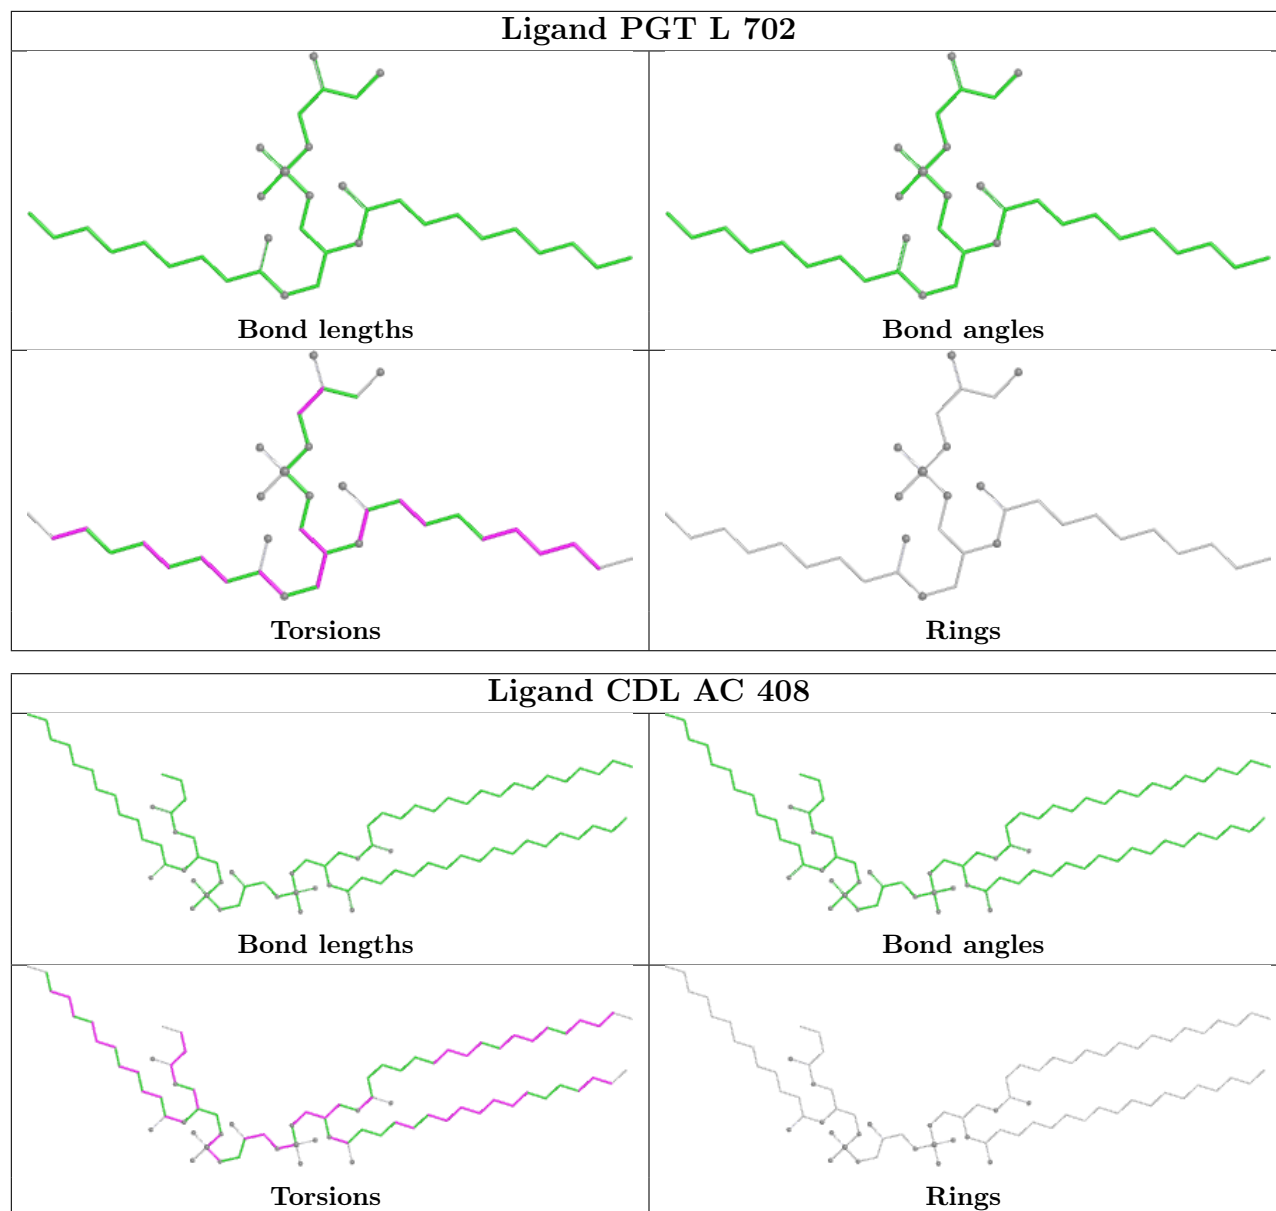 Ligand PGT L 702
Bond lengths
Bond angles
Torsions
Rings
Ligand CDL AC 408
Bond lengths
Bond angles
Torsions
Rings